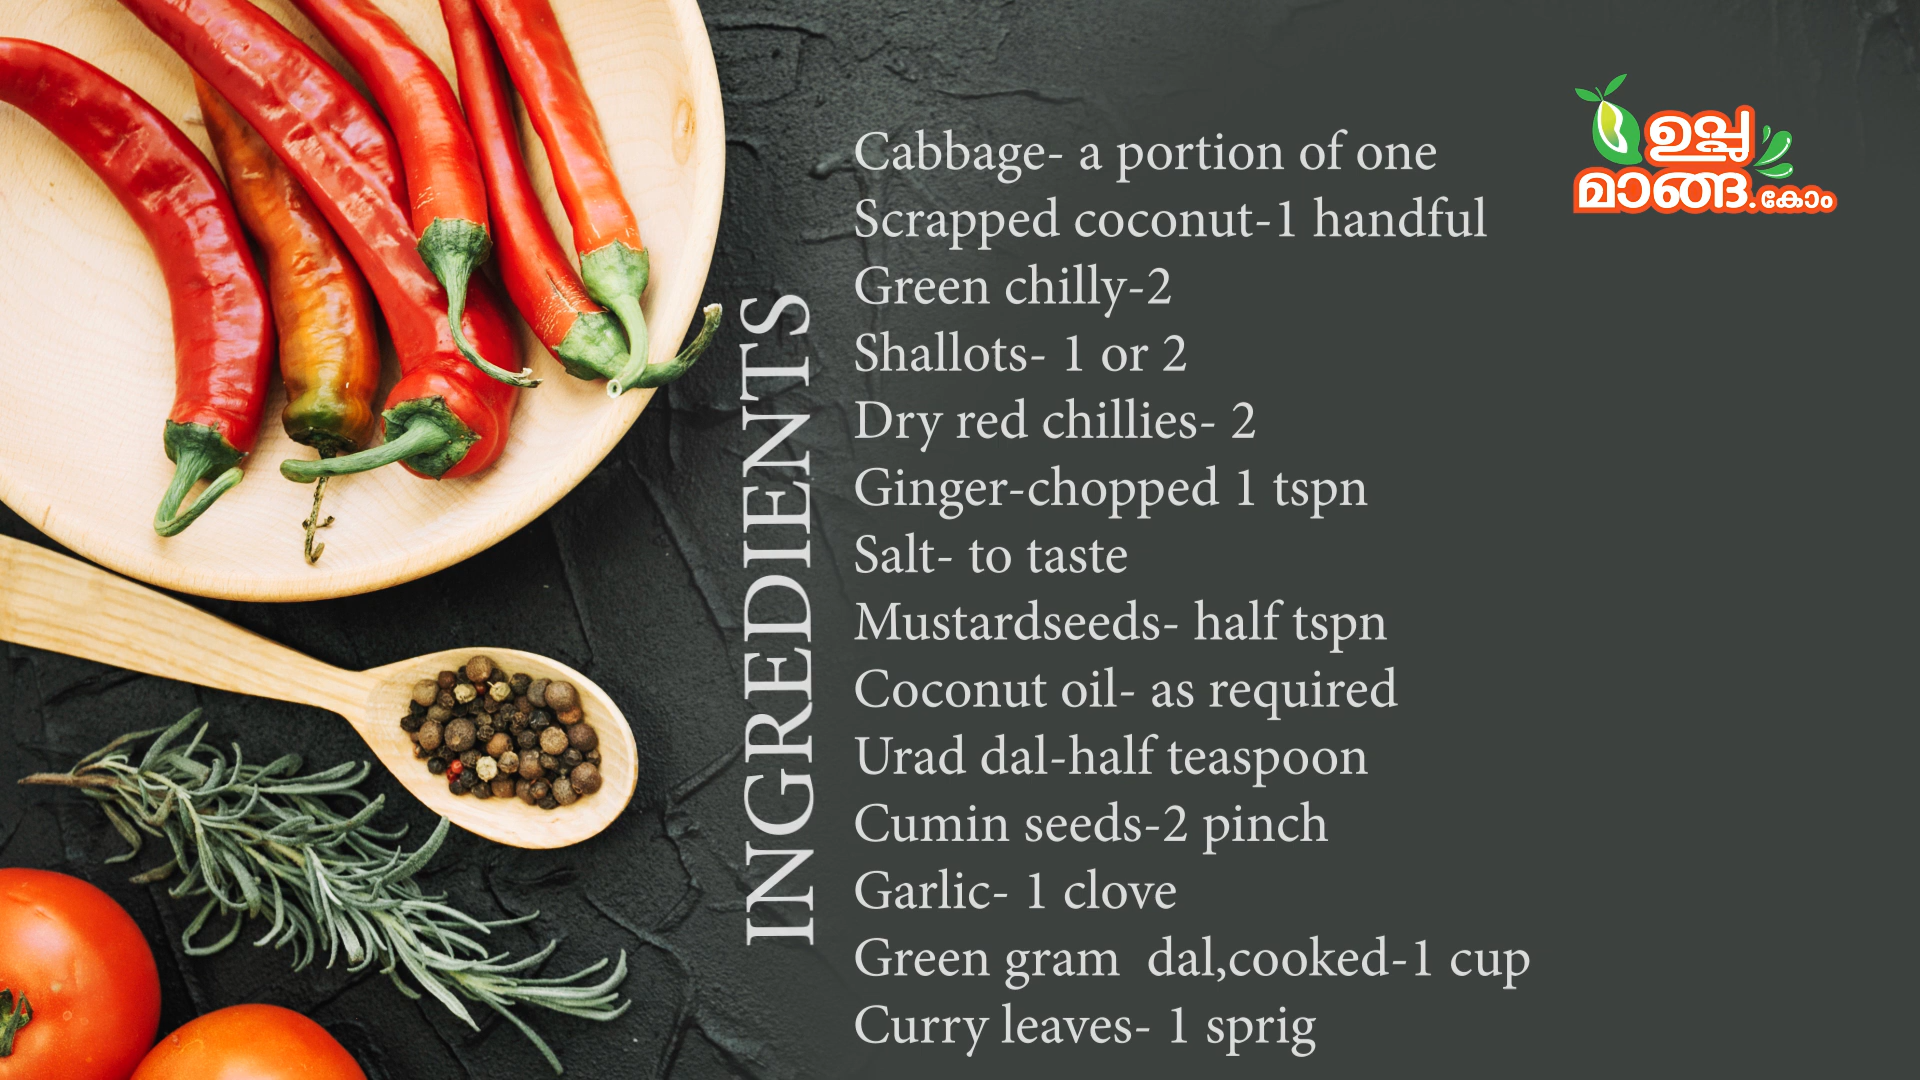 ഉപ്പു
മാങ്ങ.കോം
INGREDIENTS
Cabbage- a portion of one
Scrapped coconut-1 handful
Green chilly-2
Shallots- 1 or 2
Dry red chillies- 2
Ginger-chopped 1 tspn
Salt- to taste
Mustardseeds- half tspn
Coconut oil- as required
Urad dal-half teaspoon
Cumin seeds-2 pinch
Garlic- 1 clove
Green gram  dal,cooked-1 cup
Curry leaves- 1 sprig